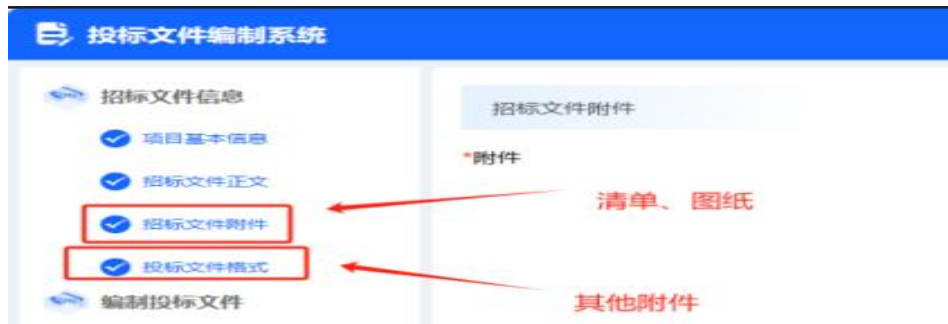 投标文件编制系统
招标文件信息
项目基本信息
招标文件正文
招标文件附件
投标文件格式
编制投标文件
招标文件附件
*附件
清单、图纸
其他附件